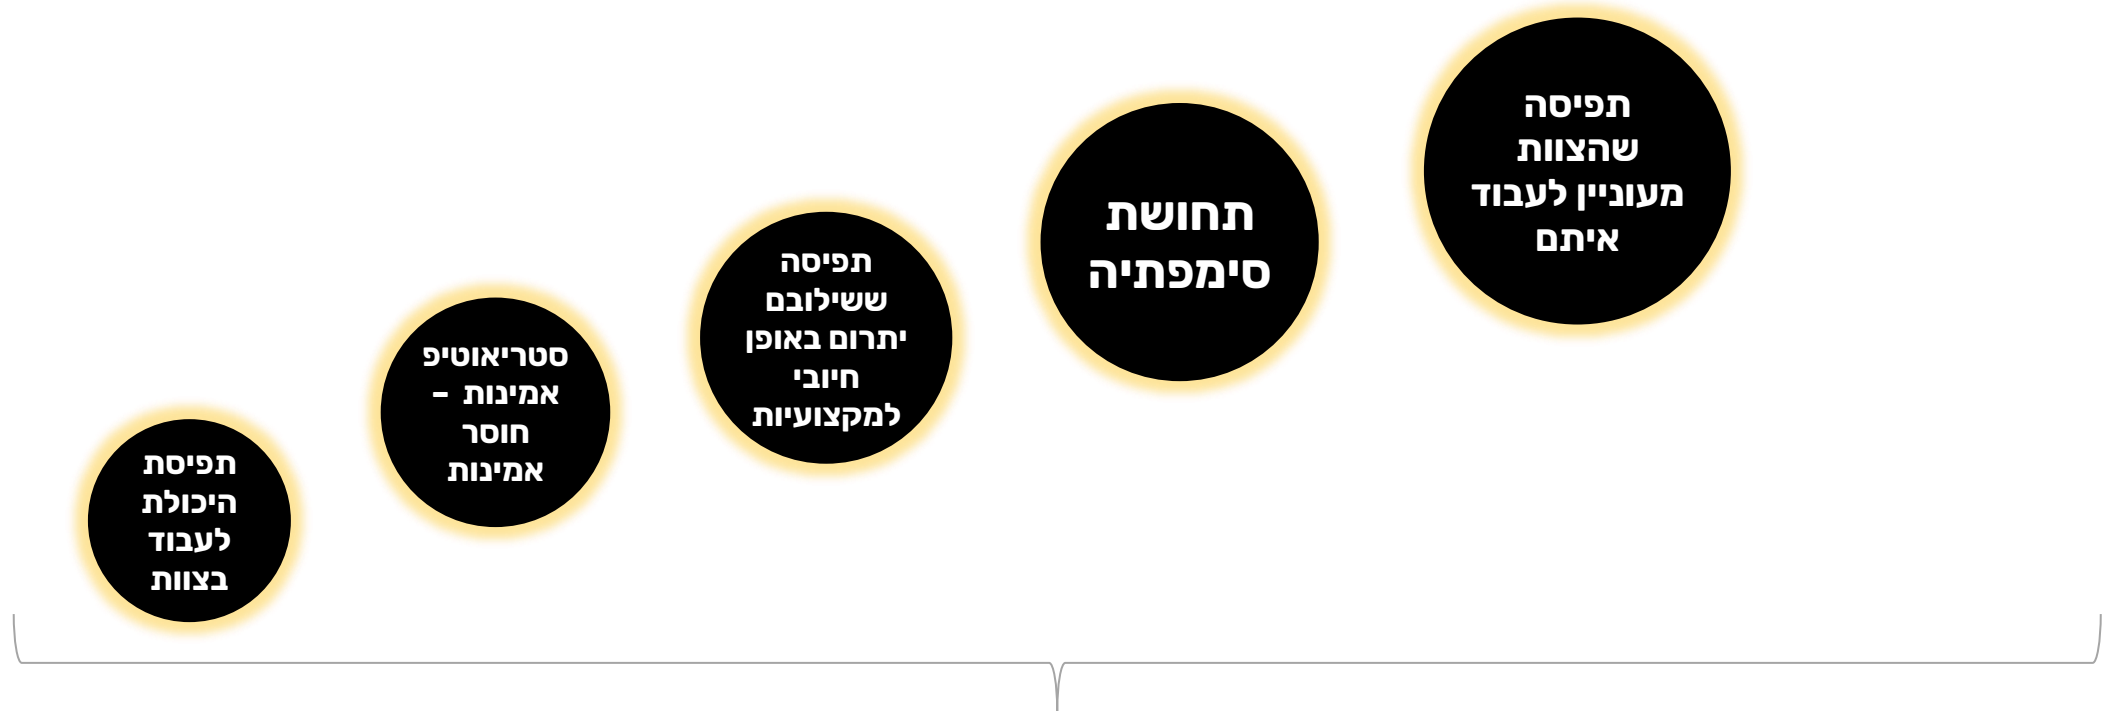 תפיסה
שהצוות
מעוניין לעבוד
איתם
תחושת
סימפתיה
תפיסה
ששילובם
יתרום באופן
חיובי
למקצועיות
סטריאוטיפ
אמינות –
חוסר
אמינות
תפיסת
היכולת
לעבוד
בצוות